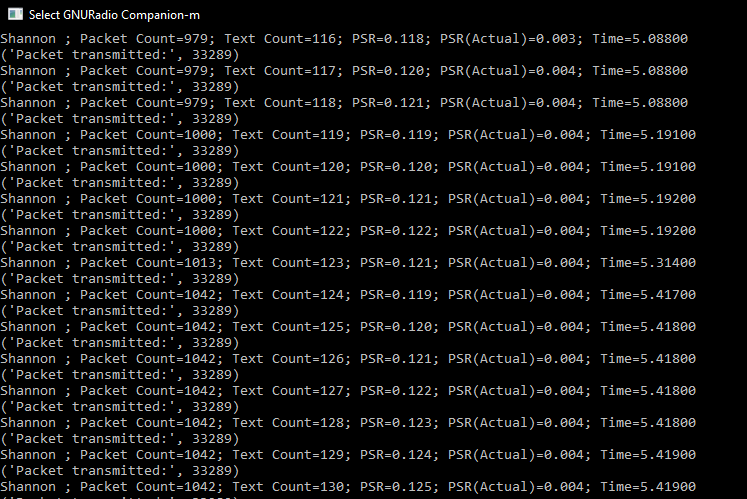 Select GNURadio Companion-m
Shannon ; Packet Count=979; Text Count=116; PSR=0.118; PSR(Actual)=0.003; Time=5.08800
('Packet transmitted:', 33289)
Shannon ; Packet Count=979; Text Count=117; PSR=0.120; PSR(Actual)=0.004; Time=5.08800
('Packet transmitted:', 33289)
Shannon ; Packet Count=979; Text Count=118; PSR=0.121; PSR(Actual)=0.004; Time=5.08800
('Packet transmitted:', 33289)
Shannon ; Packet Count=1000; Text Count=119; PSR=0.119; PSR(Actual)=0.004; Time=5.19100
('Packet transmitted:', 33289)
Shannon ; Packet Count=1000; Text Count=120; PSR=0.120; PSR(Actual)=0.004; Time=5.19100
('Packet transmitted:', 33289)
Shannon ; Packet Count=1000; Text Count=121; PSR=0.121; PSR(Actual)=0.004; Time=5.19200
('Packet transmitted:', 33289)
Shannon ; Packet Count=1000; Text Count=122; PSR=0.122; PSR(Actual)=0.004; Time=5.19200
('Packet transmitted:', 33289)
Shannon ; Packet Count=1013; Text Count=123; PSR=0.121; PSR(Actual)=0.004; Time=5.31400
('Packet transmitted:', 33289)
Shannon ; Packet Count=1042; Text Count=124; PSR=0.119; PSR(Actual)=0.004; Time=5.41700
('Packet transmitted:', 33289)
Shannon ; Packet Count=1042; Text Count=125; PSR=0.120; PSR(Actual)=0.004; Time=5.41800
('Packet transmitted:', 33289)
Shannon ; Packet Count=1042; Text Count=126; PSR=0.121; PSR(Actual)=0.004; Time=5.41800
('Packet transmitted:', 33289)
Shannon ; Packet Count=1042; Text Count=127; PSR=0.122; PSR(Actual)=0.004; Time=5.41800
('Packet transmitted:', 33289)
Shannon ; Packet Count=1042; Text Count=128; PSR=0.123; PSR(Actual)=0.004; Time=5.41800
('Packet transmitted:', 33289)
Shannon ; Packet Count=1042; Text Count=129; PSR=0.124; PSR(Actual)=0.004; Time=5.41900
('Packet transmitted:', 33289)
Shannon ; Packet Count=1042; Text Count=130; PSR=0.125; PSR(Actual)=0.004; Time=5.41900